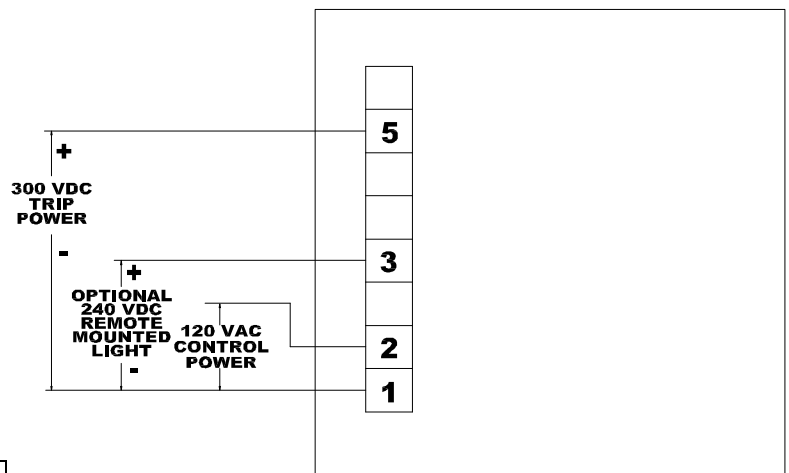 5
+
300 VDC
TRIP
POWER
-
3
+
OPTIONAL
240 VDC
REMOTE
MOUNTED
LIGHT
-
120 VAC
CONTROL
POWER
2
1